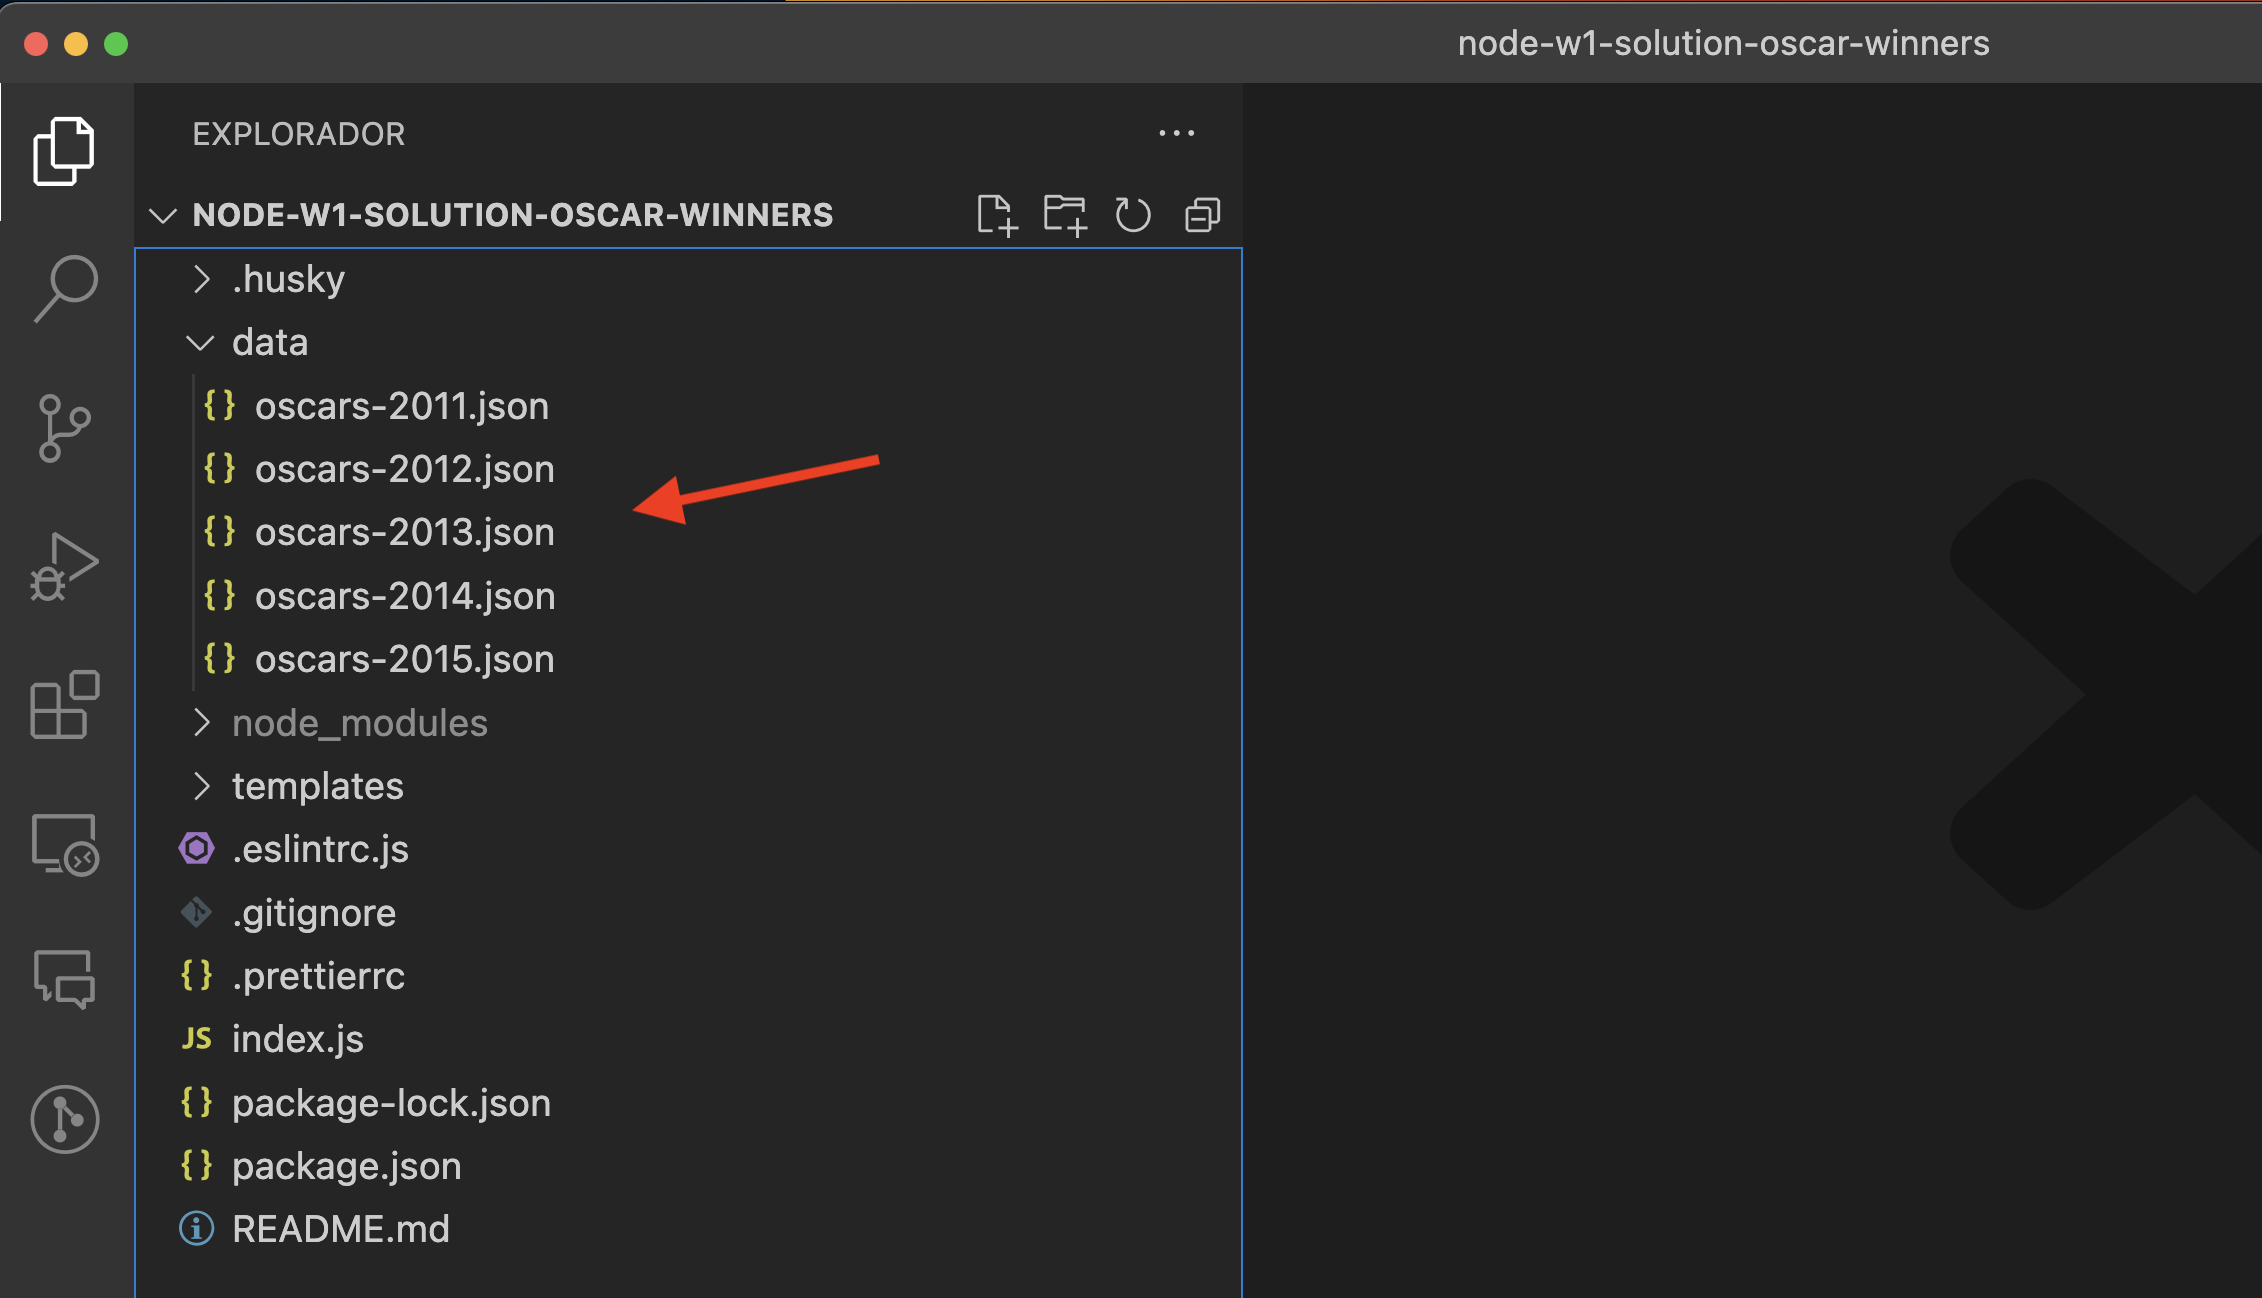 node-w1-solution-oscar-winners
EXPLORADOR
NODE-W1-SOLUTION-OSCAR-WINNERS
.husky
data
{} oscars-2011.json
{} oscars-2012.json
{} oscars-2013.json
{} oscars-2014.json
{} oscars-2015.json
node_modules
templates
.eslintrc.js
.gitignore
{} .prettierrc
JS index.js
{} package-lock.json
{} package.json
README.md